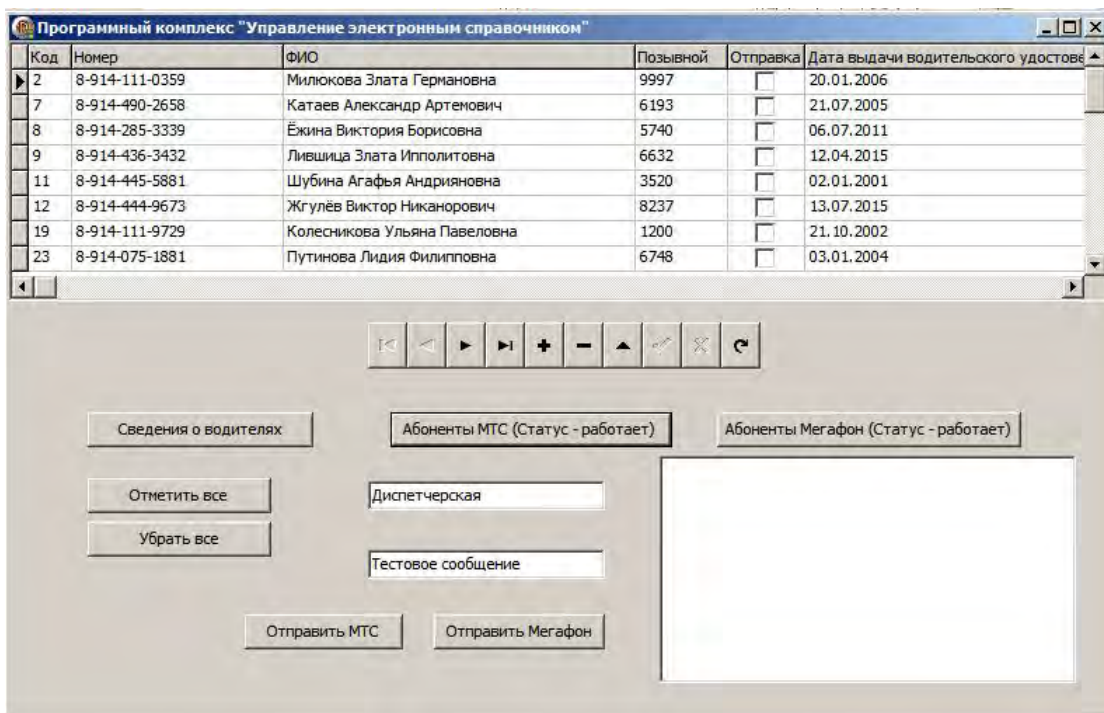 Программный комплекс "Управление электронным справочником"
Код Номер ФИО Позывной Отправка Дата выдачи водительского удостове
2 8-914-111-0359 Милюкова Злата Германовна 9997 20.01.2006
7 8-914-490-2658 Катаев Александр Артемович 6193 21.07.2005
8 8-914-285-3339 Ёжина Виктория Борисовна 5740 06.07.2011
9 8-914-436-3432 Лившица Злата Ипполитовна 6632 12.04.2015
11 8-914-445-5881 Шубина Агафья Андрияновна 3520 02.01.2001
12 8-914-444-9673 Жгулёв Виктор Никанорович 8237 13.07.2015
19 8-914-111-9729 Колесникова Ульяна Павеловна 1200 21.10.2002
23 8-914-075-1881 Путинова Лидия Филипповна 6748 03.01.2004
Сведения о водителях Абоненты МТС (Статус - работает) Абоненты Мегафон (Статус - работает)
Отметить все Диспетчерская
Убрать все
Тестовое сообщение
Отправить МТС Отправить Мегафон